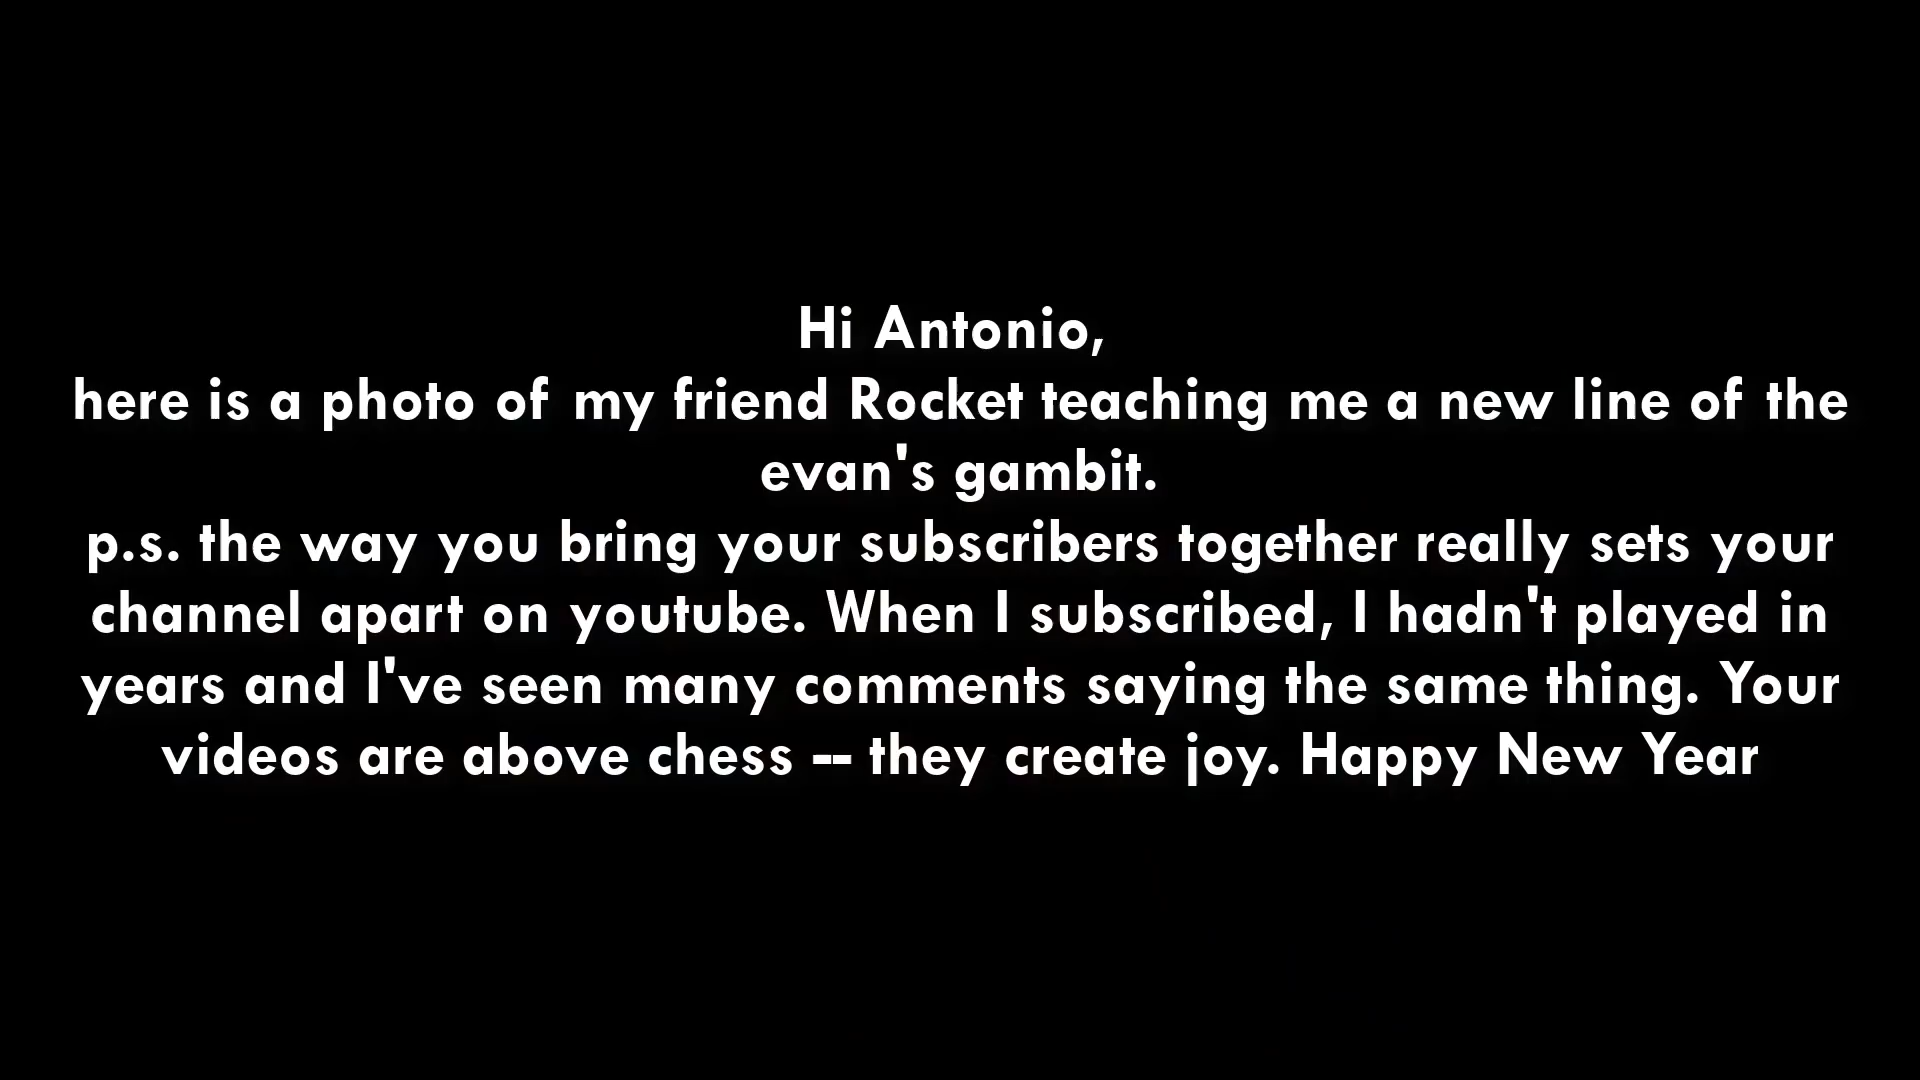 Hi Antonio,
here is a photo of my friend Rocket teaching me a new line of the
evan's gambit.
p.s. the way you bring your subscribers together really sets your
channel apart on youtube. When I subscribed, I hadn't played in
years and I've seen many comments saying the same thing. Your
videos are above chess -- they create joy. Happy New Year